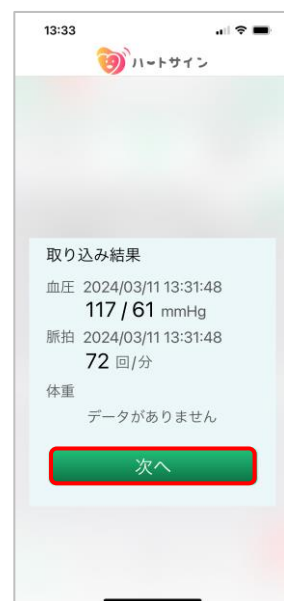 13:33
ハートサイン
取り込み結果
血圧 2024/03/11 13:31:48
117 / 61 mmHg
脈拍 2024/03/11 13:31:48
72 回/分
体重
データがありません
次へ